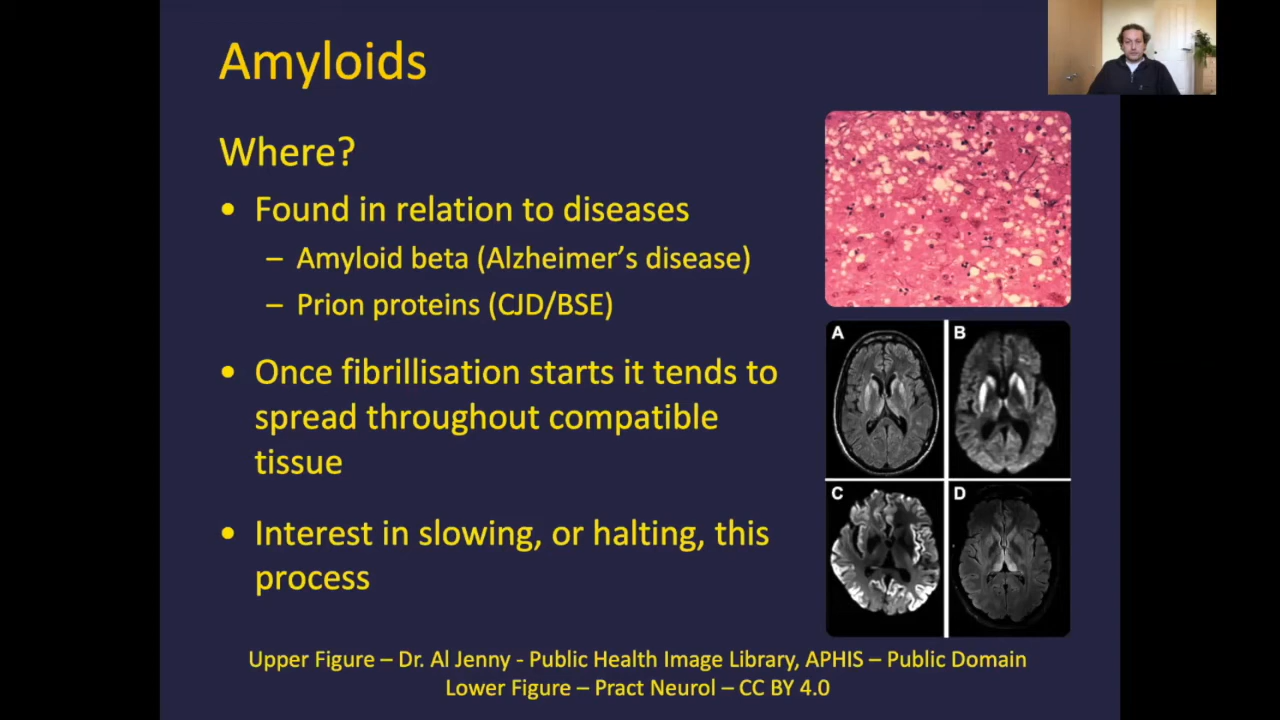 Amyloids
Where?
• Found in relation to diseases
– Amyloid beta (Alzheimer’s disease)
– Prion proteins (CJD/BSE)
• Once fibrillisation starts it tends to
spread throughout compatible
tissue
• Interest in slowing, or halting, this
process
A
B
C
D
Upper Figure – Dr. Al Jenny - Public Health Image Library, APHIS – Public Domain
Lower Figure – Pract Neurol – CC BY 4.0